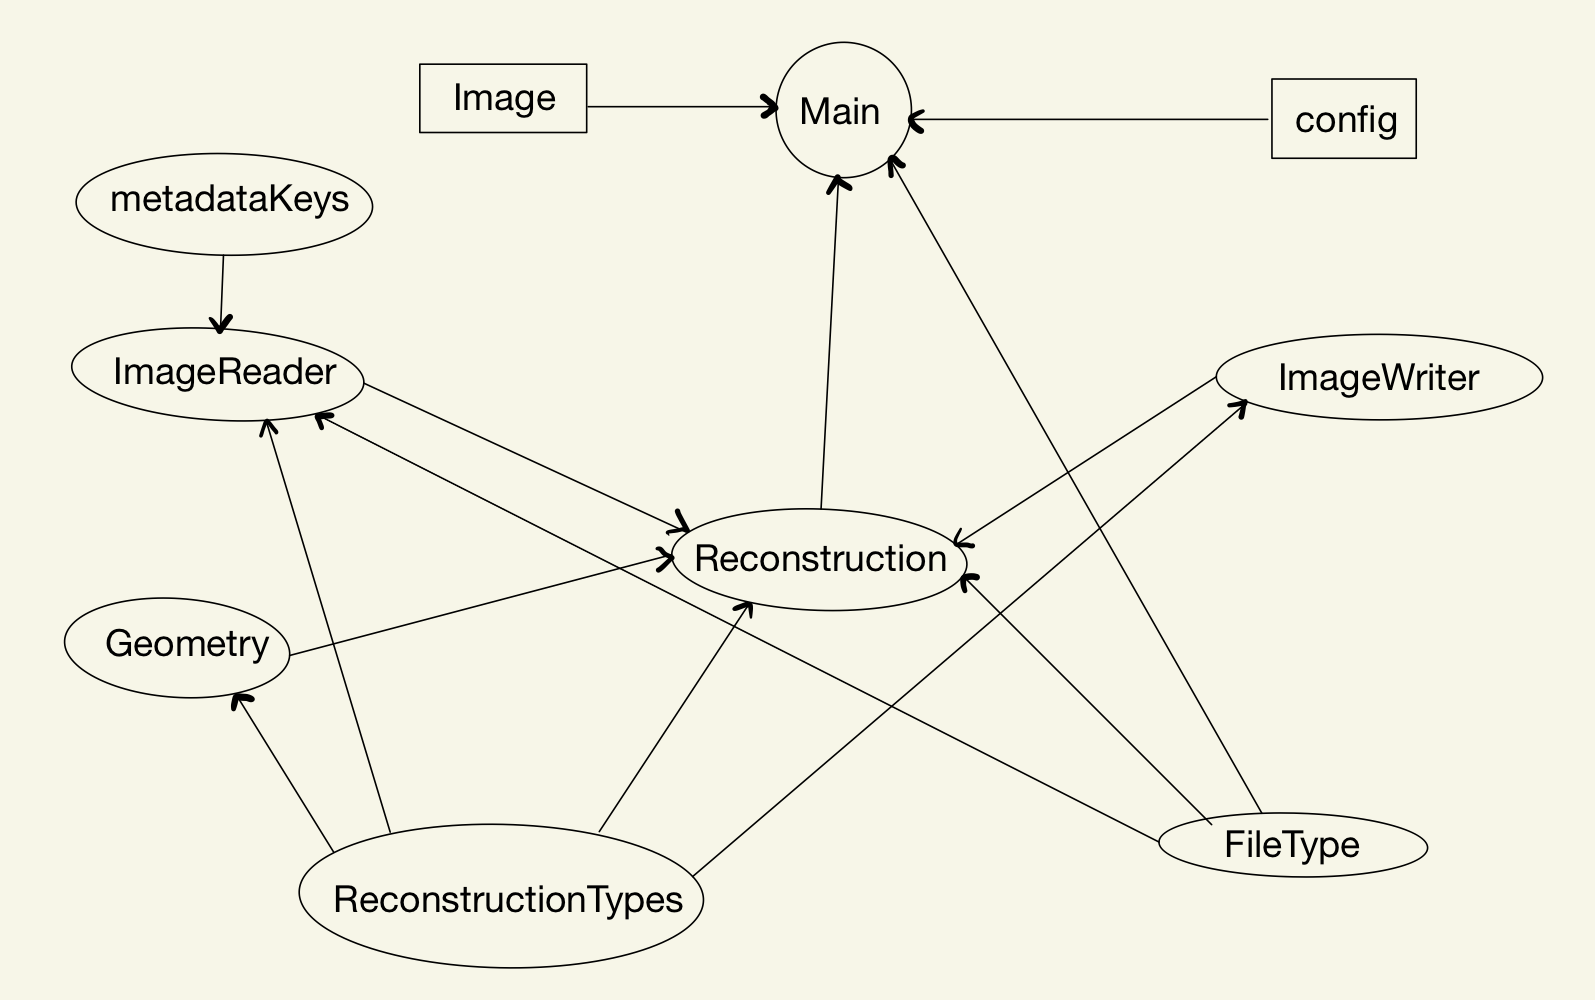 Image
Main
config
metadataKeys
ImageReader
ImageWriter
Reconstruction
Geometry
FileType
ReconstructionTypes